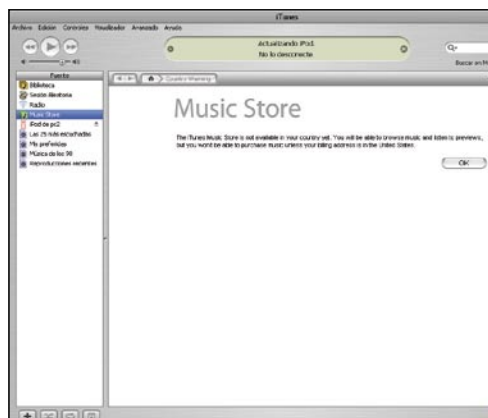 iTunes
Archivo Edición Controles Visualizador Avanzado Ayuda
Actualizando iPod.
No lo desconecte
Buscar en M
Fuente
Country Warning
Biblioteca
Sesión Aleatoria
Radio
Music Store
iPod de pc2
Las 25 más escuchadas
Mis preferidas
Música de los 90
Reproducciones recientes
Music Store
The iTunes Music Store is not available in your country yet. You will be able to browse music and listen to previews,
but you won't be able to purchase music unless your billing address is in the United States.
OK